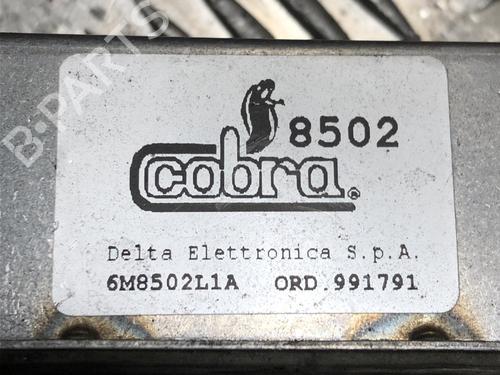 8502
cobra®
Delta Elettronica S.p.A.
6M8502L1A ORD.991791
B-PARTS